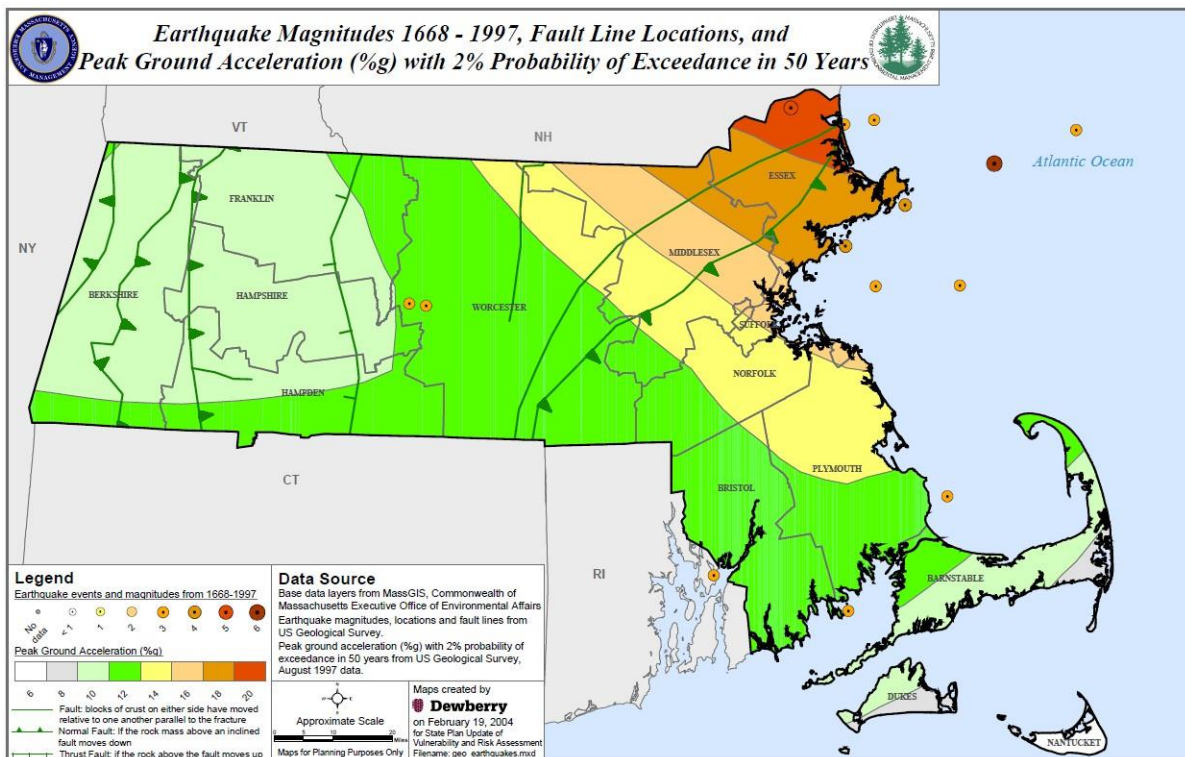 Earthquake Magnitudes 1668 - 1997, Fault Line Locations, and
Peak Ground Acceleration (%g) with 2% Probability of Exceedance in 50 Years
VT
NH
Atlantic Ocean
ESSEX
FRANKLIN
NY
MIDDLESEX
BERKSHIRE
HAMPSHIRE
WORCESTER
SUFFOLK
NORFOLK
HAMPDEN
PLYMOUTH
CT
BRISTOL
RI
BARNSTABLE
DUKES
NANTUCKET
Legend
Earthquake events and magnitudes from 1668-1997
No data
<1
1
2
3
4
5
6
Peak Ground Acceleration (%g)
6
8
10
12
14
16
18
20
Fault: blocks of crust on either side have moved
relative to one another parallel to the fracture
Normal Fault: If the rock mass above an inclined
fault moves down
Thrust Fault: if the rock above the fault moves up
Data Source
Base data layers from MassGIS, Commonwealth
of Massachusetts Executive Office of Environmental Affairs
Earthquake magnitudes, locations and fault lines from
US Geological Survey.
Peak ground acceleration (%g) with 2% probability of
exceedance in 50 years from US Geological Survey,
August 1997 data.
Approximate Scale
0 5 10 20
Miles
Maps for Planning Purposes Only
Maps created by
Dewberry
on February 19, 2004
for State Plan Update of
Vulnerability and Risk Assessment
Filename: geo_earthquakes.mxd